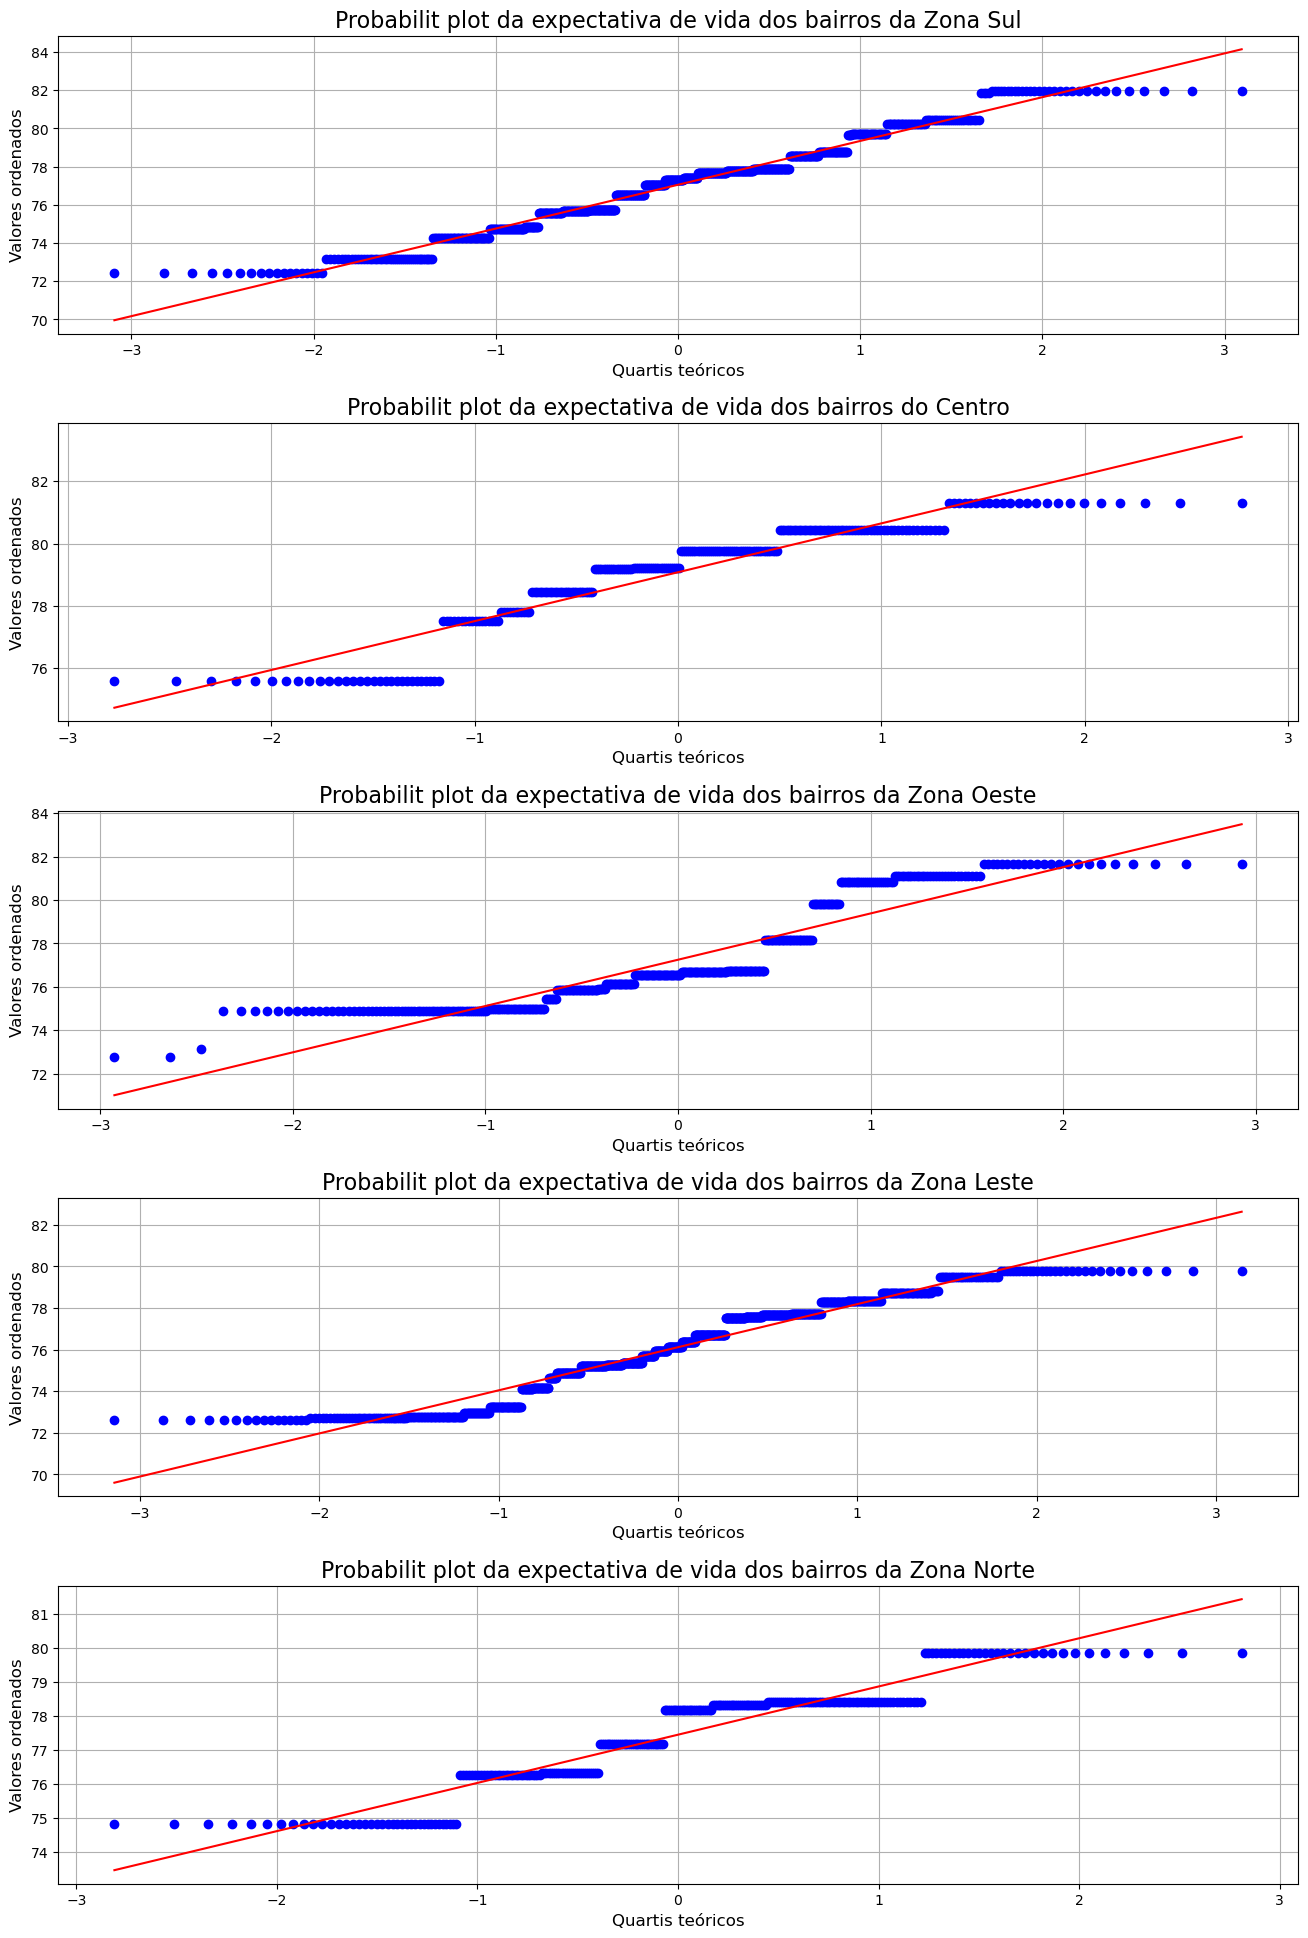 Probabilit plot da expectativa de vida dos bairros da Zona Sul
84
82
80
78
76
74
72
70
Valores ordenados
−3 −2 −1 0 1 2 3
Quartis teóricos
Probabilit plot da expectativa de vida dos bairros do Centro
82
80
78
76
Valores ordenados
−3 −2 −1 0 1 2 3
Quartis teóricos
Probabilit plot da expectativa de vida dos bairros da Zona Oeste
84
82
80
78
76
74
72
Valores ordenados
−3 −2 −1 0 1 2 3
Quartis teóricos
Probabilit plot da expectativa de vida dos bairros da Zona Leste
82
80
78
76
74
72
70
Valores ordenados
−3 −2 −1 0 1 2 3
Quartis teóricos
Probabilit plot da expectativa de vida dos bairros da Zona Norte
81
80
79
78
77
76
75
74
Valores ordenados
−3 −2 −1 0 1 2 3
Quartis teóricos